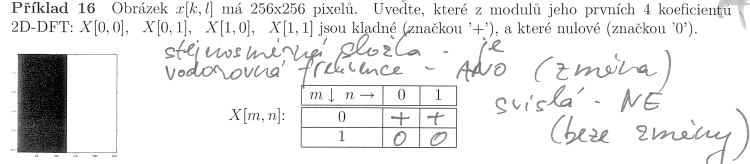 Příklad 16 Obrázek x[k, l] má 256x256 pixelů. Uveďte, které z modulů jeho prvních 4 koeficientů
2D-DFT: X[0, 0], X[0, 1], X[1, 0], X[1, 1] jsou kladné (značkou '+'), a které nulové (značkou '0').
stejnosměrná složka - je
vodorovná frekvence - ANO (změna)
svislá - NE
(beze změny)
m ↓ n → 0 1
X[m, n]: 0 + +
1 0 0